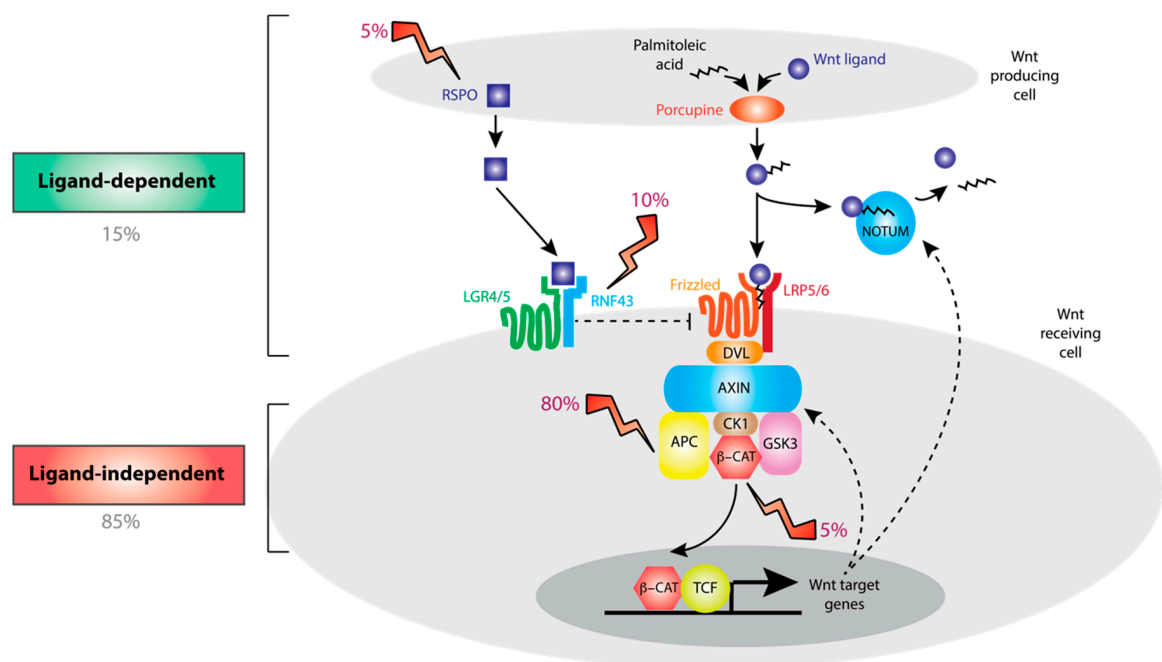 5%
Palmitoleic
acid
Wnt ligand
Wnt
producing
cell
RSPO
Porcupine
Ligand-dependent
15%
10%
NOTUM
LGR4/5
RNF43
Frizzled
LRP5/6
Wnt
receiving
cell
DVL
AXIN
80%
CK1
APC
GSK3
β–CAT
Ligand-independent
85%
5%
β–CAT
TCF
Wnt target
genes